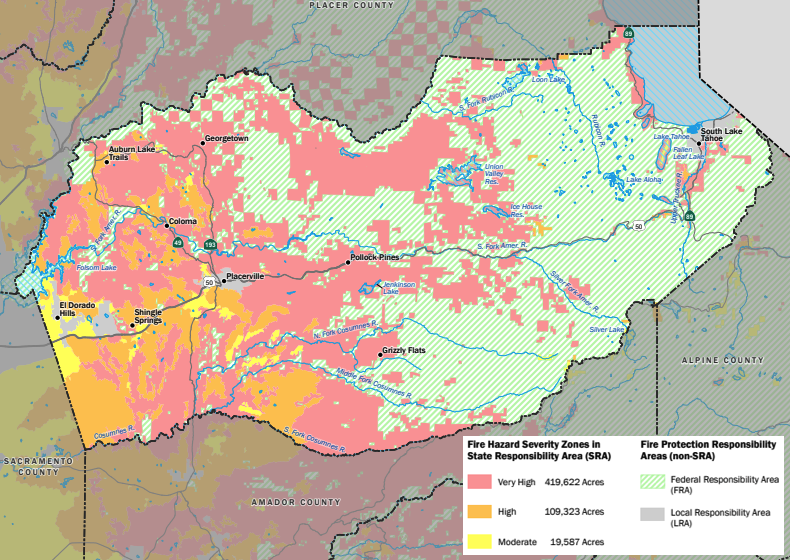 PLACER COUNTY
89
Loon Lake
S. Fork Rubicon R.
Rubicon R.
Georgetown
Auburn Lake
Trails
Lake Tahoe
South Lake
Tahoe
Fallen
Leaf Lake
Union
Valley
Res.
Lake Aloha
Ice House
Res.
Coloma
S. Fork Amer. R.
49
193
50
89
S. Fork Amer. R.
Pollock Pines
Folsom Lake
Placerville
50
Jenkinson
Lake
Silver Fork Amer. R.
El Dorado
Hills
Shingle
Springs
N. Fork Cosumnes R.
Silver Lake
Grizzly Flats
ALPINE COUNTY
Middle Fork Cosumnes R.
Cosumnes R.
S. Fork Cosumnes R.
SACRAMENTO
COUNTY
AMADOR COUNTY
Fire Hazard Severity Zones in
State Responsibility Area (SRA)
Very High 419,622 Acres
High 109,323 Acres
Moderate 19,587 Acres
Fire Protection Responsibility
Areas (non-SRA)
Federal Responsibility Area
(FRA)
Local Responsibility Area
(LRA)